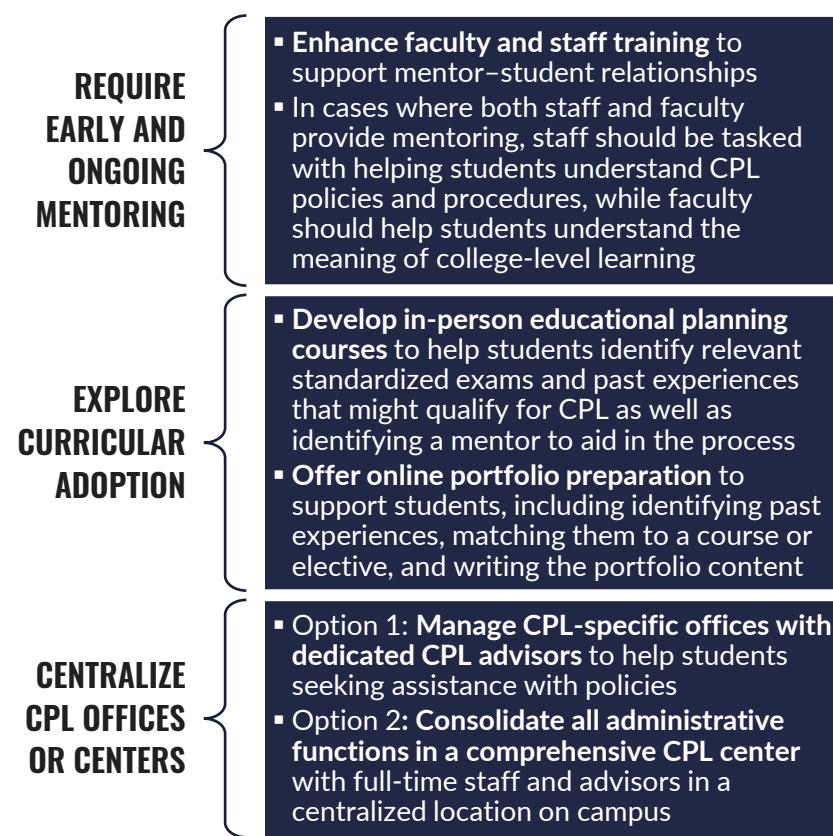 REQUIRE
EARLY AND
ONGOING
MENTORING
▪ Enhance faculty and staff training to
support mentor–student relationships
▪ In cases where both staff and faculty
provide mentoring, staff should be tasked
with helping students understand CPL
policies and procedures, while faculty
should help students understand the
meaning of college-level learning
EXPLORE
CURRICULAR
ADOPTION
▪ Develop in-person educational planning
courses to help students identify relevant
standardized exams and past experiences
that might qualify for CPL as well as
identifying a mentor to aid in the process
▪ Offer online portfolio preparation to
support students, including identifying past
experiences, matching them to a course or
elective, and writing the portfolio content
CENTRALIZE
CPL OFFICES
OR CENTERS
▪ Option 1: Manage CPL-specific offices with
dedicated CPL advisors to help students
seeking assistance with policies
▪ Option 2: Consolidate all administrative
functions in a comprehensive CPL center
with full-time staff and advisors in a
centralized location on campus